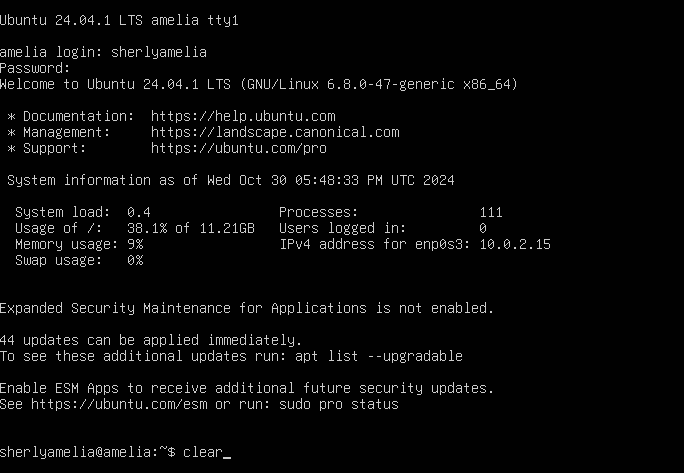 Ubuntu 24.04.1 LTS amelia tty1
amelia login: sherlyamelia
Password:
Welcome to Ubuntu 24.04.1 LTS (GNU/Linux 6.8.0-47-generic x86_64)
* Documentation:  https://help.ubuntu.com
* Management:     https://landscape.canonical.com
* Support:        https://ubuntu.com/pro
System information as of Wed Oct 30 05:48:33 PM UTC 2024
System load:  0.4                Processes:               111
Usage of /:   38.1% of 11.21GB   Users logged in:         0
Memory usage: 9%                 IPv4 address for enp0s3: 10.0.2.15
Swap usage:   0%
Expanded Security Maintenance for Applications is not enabled.
44 updates can be applied immediately.
To see these additional updates run: apt list --upgradable
Enable ESM Apps to receive additional future security updates.
See https://ubuntu.com/esm or run: sudo pro status
sherlyamelia@amelia:~$ clear_